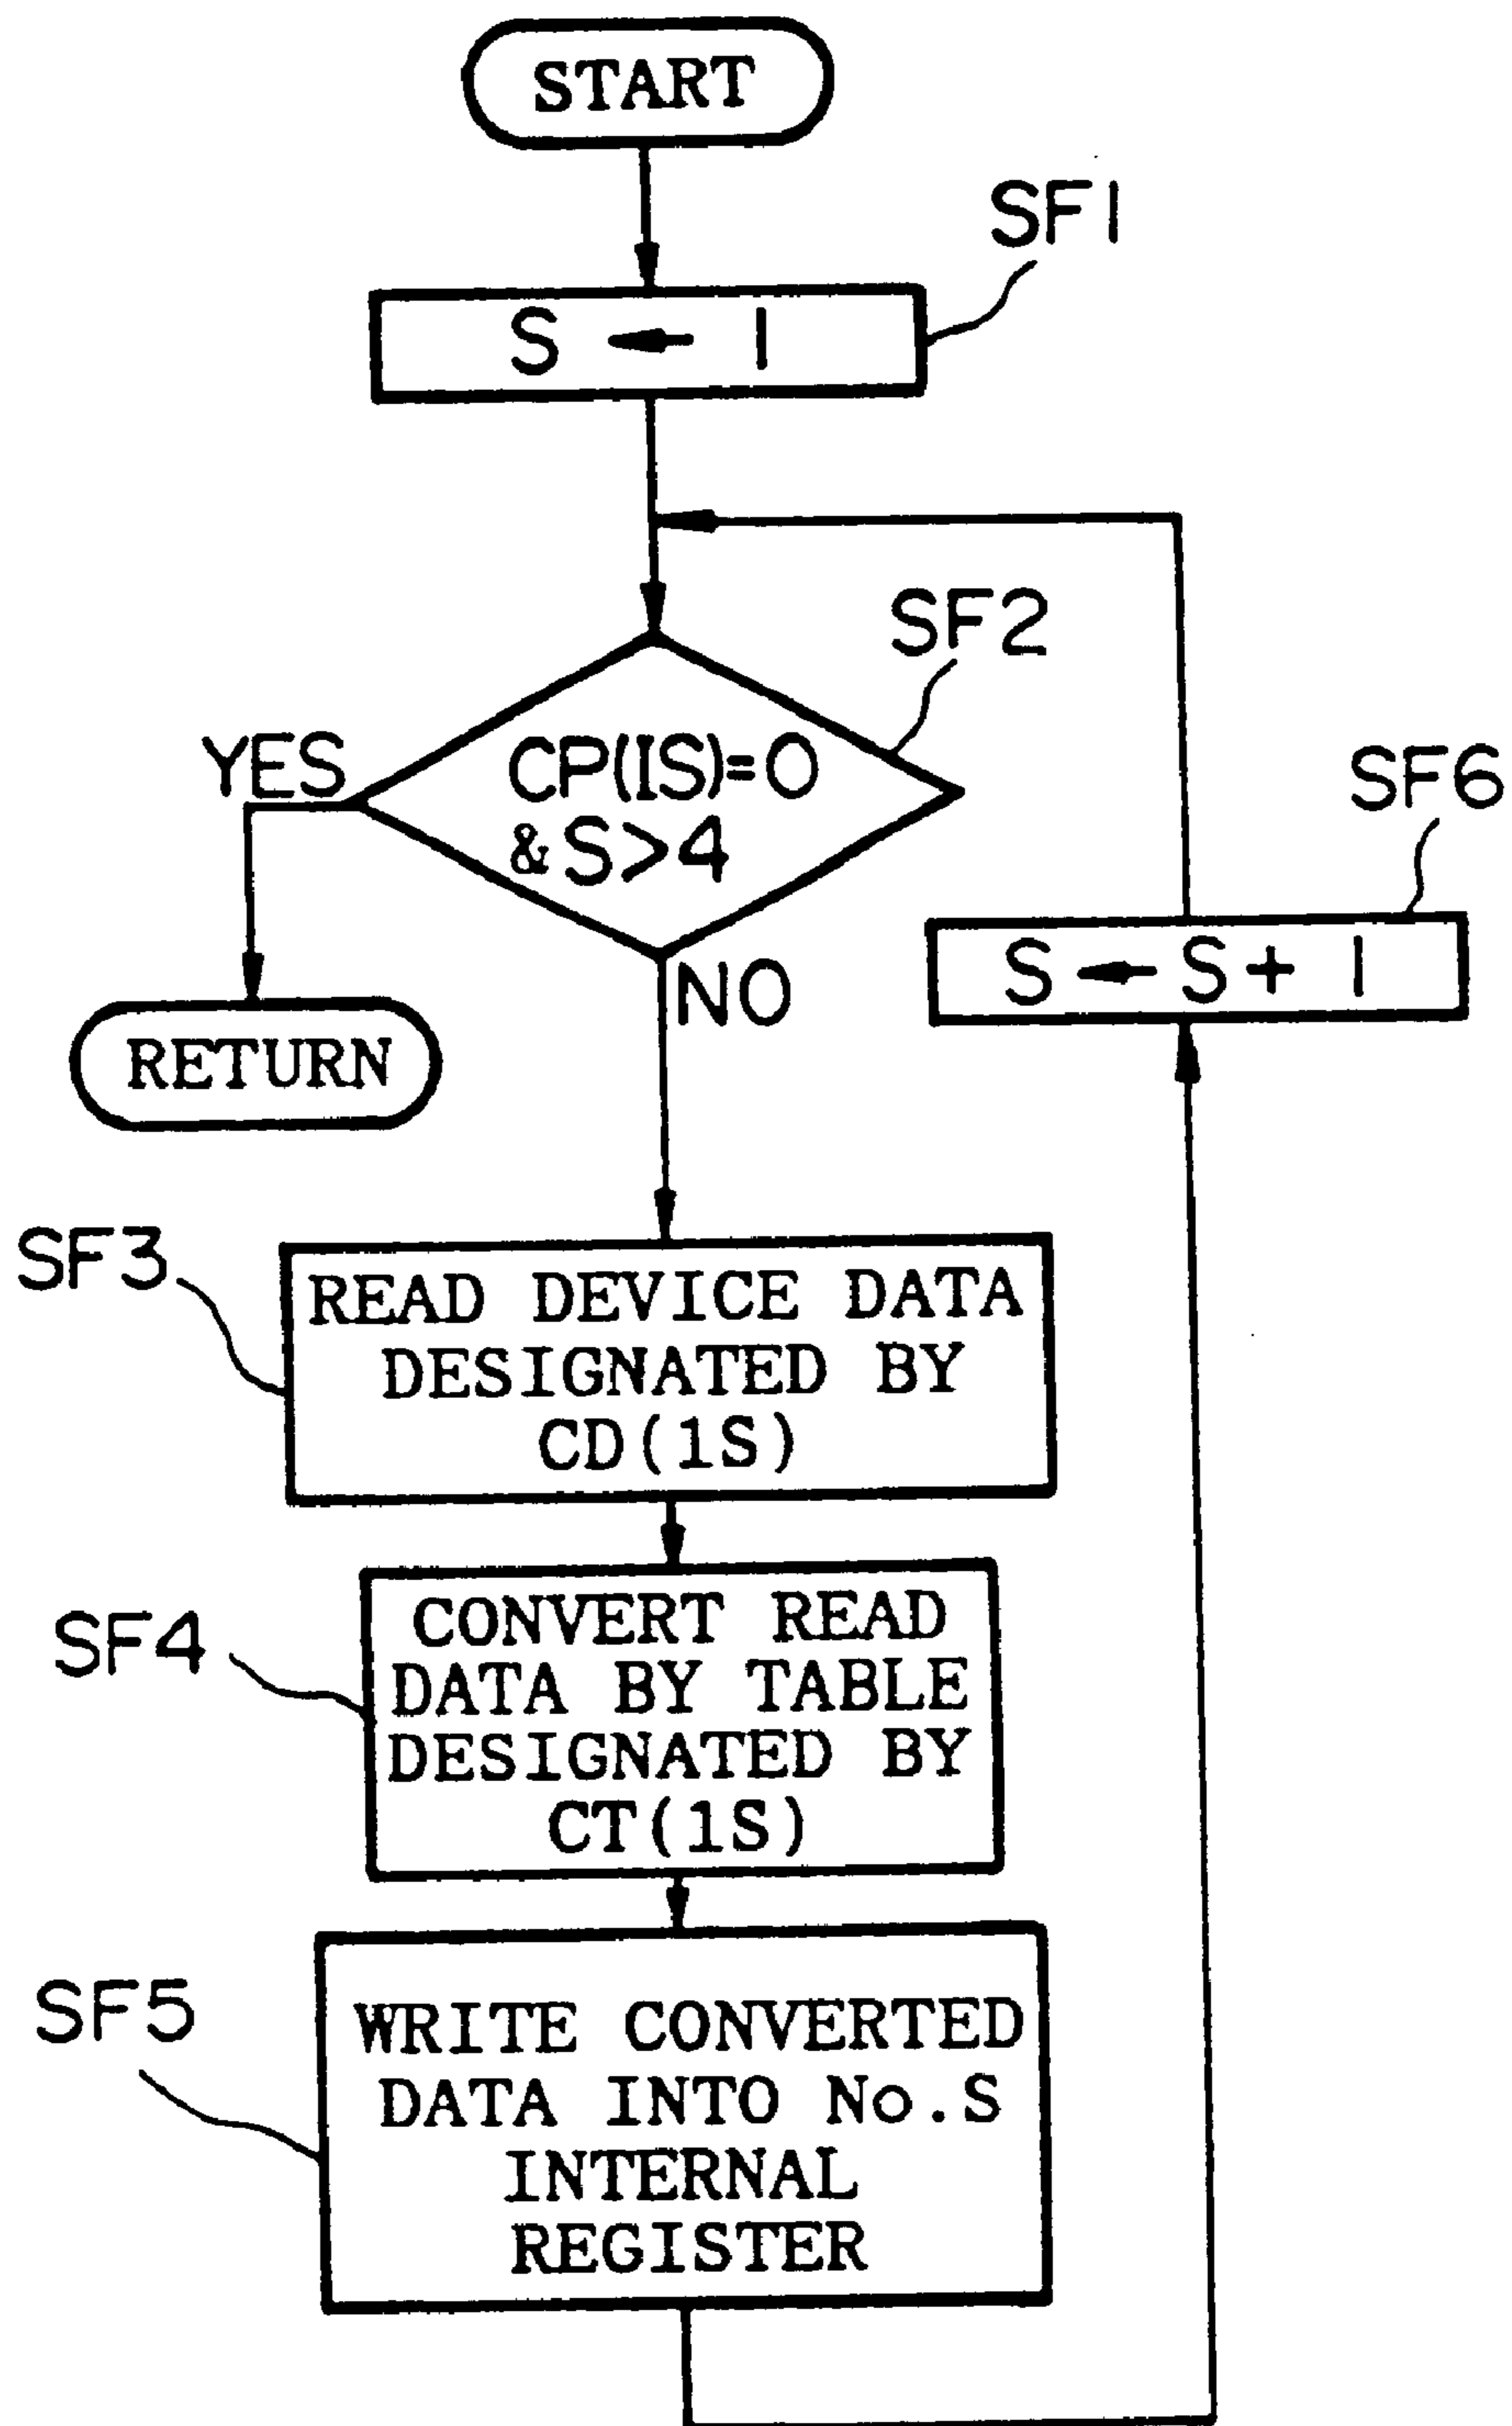 START
SF1
S ← 1
SF2
YES
CP(1S)=0
& S>4
SF6
S ← S + 1
NO
RETURN
SF3
READ DEVICE DATA
DESIGNATED BY
CD(1S)
SF4
CONVERT READ
DATA BY TABLE
DESIGNATED BY
CT(1S)
SF5
WRITE CONVERTED
DATA INTO No.S
INTERNAL
REGISTER